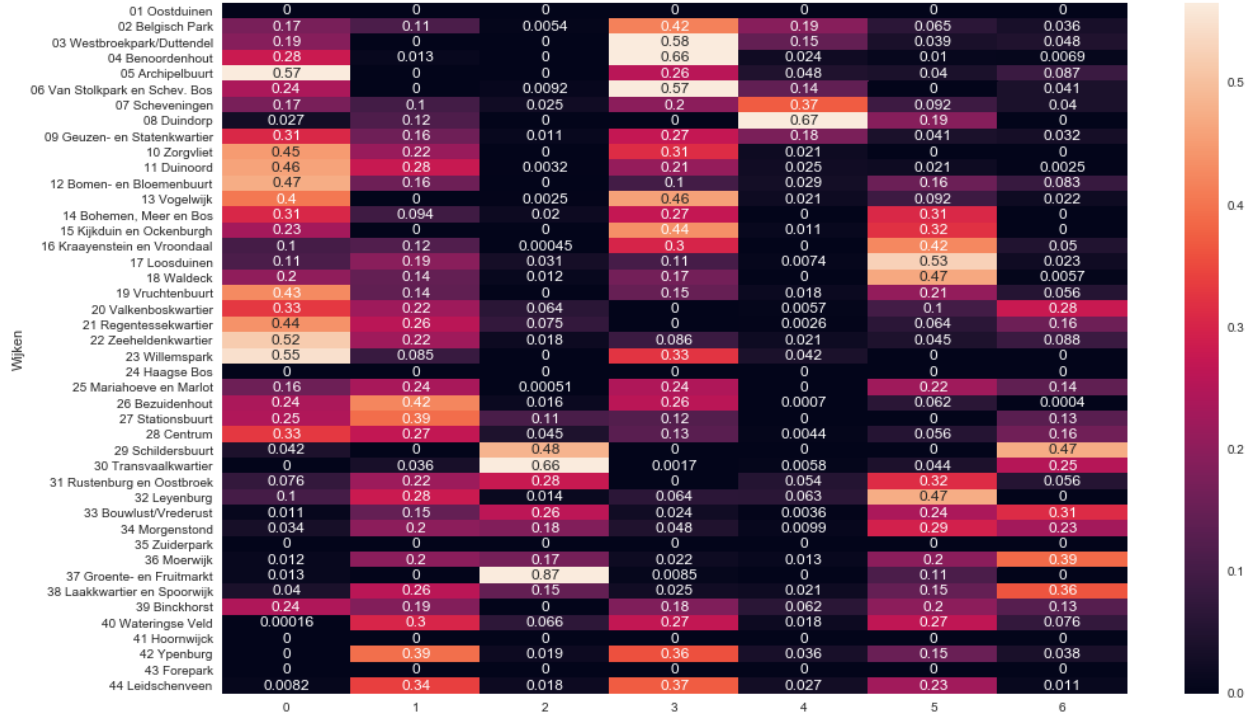 01 Oostduinen 0 0 0 0 0 0 0
02 Belgisch Park 0.17 0.11 0.0054 0.42 0.19 0.065 0.036
03 Westbroekpark/Duttendel 0.19 0 0 0.58 0.15 0.039 0.048
04 Benoordenhout 0.28 0.013 0 0.66 0.024 0.01 0.0069
05 Archipelbuurt 0.57 0 0 0.26 0.048 0.04 0.087
0.5
06 Van Stolkpark en Schev. Bos 0.24 0 0.0092 0.57 0.14 0 0.041
07 Scheveningen 0.17 0.1 0.025 0.2 0.37 0.092 0.04
08 Duindorp 0.027 0.12 0 0 0.67 0.19 0
09 Geuzen- en Statenkwartier 0.31 0.16 0.011 0.27 0.18 0.041 0.032
10 Zorgvliet 0.45 0.22 0 0.31 0.021 0 0
11 Duinoord 0.46 0.28 0.0032 0.21 0.025 0.021 0.0025
12 Bomen- en Bloemenbuurt 0.47 0.16 0 0.1 0.029 0.16 0.083
13 Vogelwijk 0.4 0 0.0025 0.46 0.021 0.092 0.022
0.4
14 Bohemen, Meer en Bos 0.31 0.094 0.02 0.27 0 0.31 0
15 Kijkduin en Ockenburgh 0.23 0 0 0.44 0.011 0.32 0
16 Kraayenstein en Vroondaal 0.1 0.12 0.00045 0.3 0 0.42 0.05
17 Loosduinen 0.11 0.19 0.031 0.11 0.0074 0.53 0.023
18 Waldeck 0.2 0.14 0.012 0.17 0 0.47 0.0057
19 Vruchtenbuurt 0.43 0.14 0 0.15 0.018 0.21 0.056
20 Valkenboskwartier 0.33 0.22 0.064 0 0.0057 0.1 0.28
21 Regentessekwartier 0.44 0.26 0.075 0 0.0026 0.064 0.16
0.3
Wijken
22 Zeeheldenkwartier 0.52 0.22 0.018 0.086 0.021 0.045 0.088
23 Willemspark 0.55 0.085 0 0.33 0.042 0 0
24 Haagse Bos 0 0 0 0 0 0 0
25 Mariahoeve en Marlot 0.16 0.24 0.00051 0.24 0 0.22 0.14
26 Bezuidenhout 0.24 0.42 0.016 0.26 0.0007 0.062 0.0004
27 Stationsbuurt 0.25 0.39 0.11 0.12 0 0 0.13
28 Centrum 0.33 0.27 0.045 0.13 0.0044 0.056 0.16
29 Schildersbuurt 0.042 0 0.48 0 0 0 0.47
0.2
30 Transvaalkwartier 0 0.036 0.66 0.0017 0.0058 0.044 0.25
31 Rustenburg en Oostbroek 0.076 0.22 0.28 0 0.054 0.32 0.056
32 Leyenburg 0.1 0.28 0.014 0.064 0.063 0.47 0
33 Bouwlust/Vrederust 0.011 0.15 0.26 0.024 0.0036 0.24 0.31
34 Morgenstond 0.034 0.2 0.18 0.048 0.0099 0.29 0.23
35 Zuiderpark 0 0 0 0 0 0 0
36 Moerwijk 0.012 0.2 0.17 0.022 0.013 0.2 0.39
37 Groente- en Fruitmarkt 0.013 0 0.87 0.0085 0 0.11 0
0.1
38 Laakkwartier en Spoorwijk 0.04 0.26 0.15 0.025 0.021 0.15 0.36
39 Binckhorst 0.24 0.19 0 0.18 0.062 0.2 0.13
40 Wateringse Veld 0.00016 0.3 0.066 0.27 0.018 0.27 0.076
41 Hoornwijck 0 0 0 0 0 0 0
42 Ypenburg 0 0.39 0.019 0.36 0.036 0.15 0.038
43 Forepark 0 0 0 0 0 0 0
44 Leidschenveen 0.0082 0.34 0.018 0.37 0.027 0.23 0.011
0.0
0 1 2 3 4 5 6